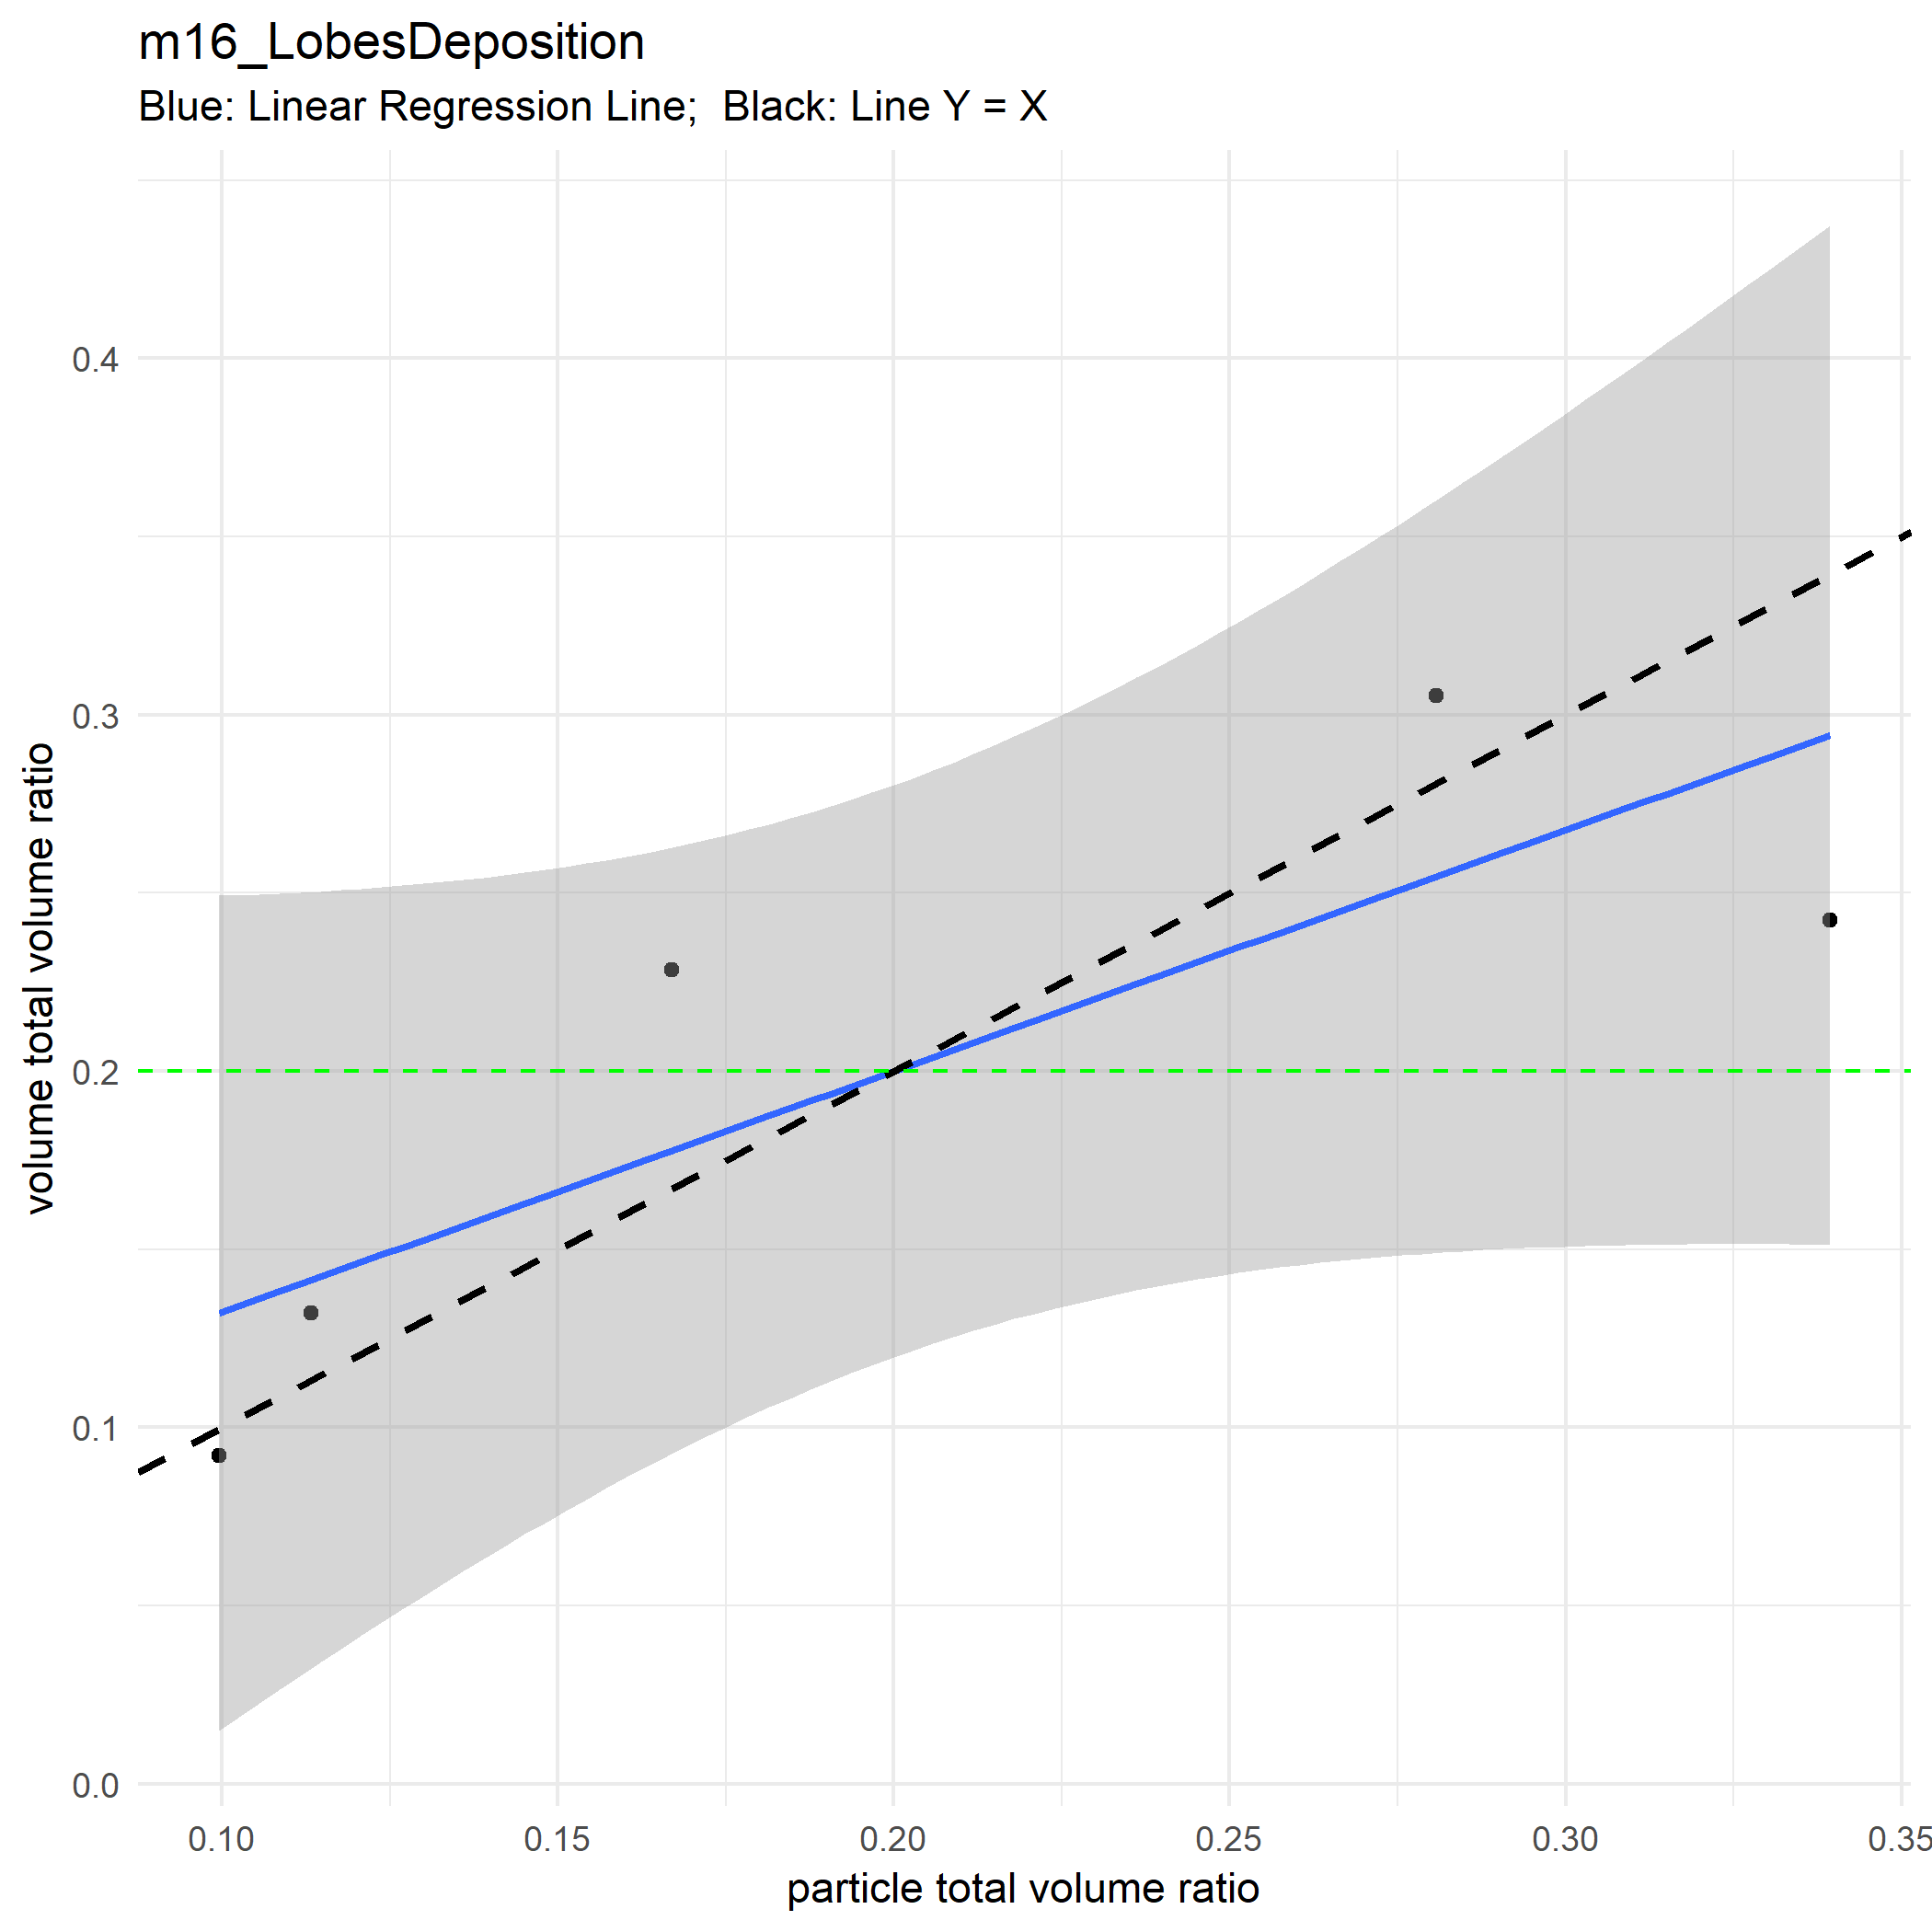 m16_LobesDeposition
Blue: Linear Regression Line;  Black: Line Y = X
volume total volume ratio
0.4
0.3
0.2
0.1
0.0
0.10 0.15 0.20 0.25 0.30 0.35
particle total volume ratio